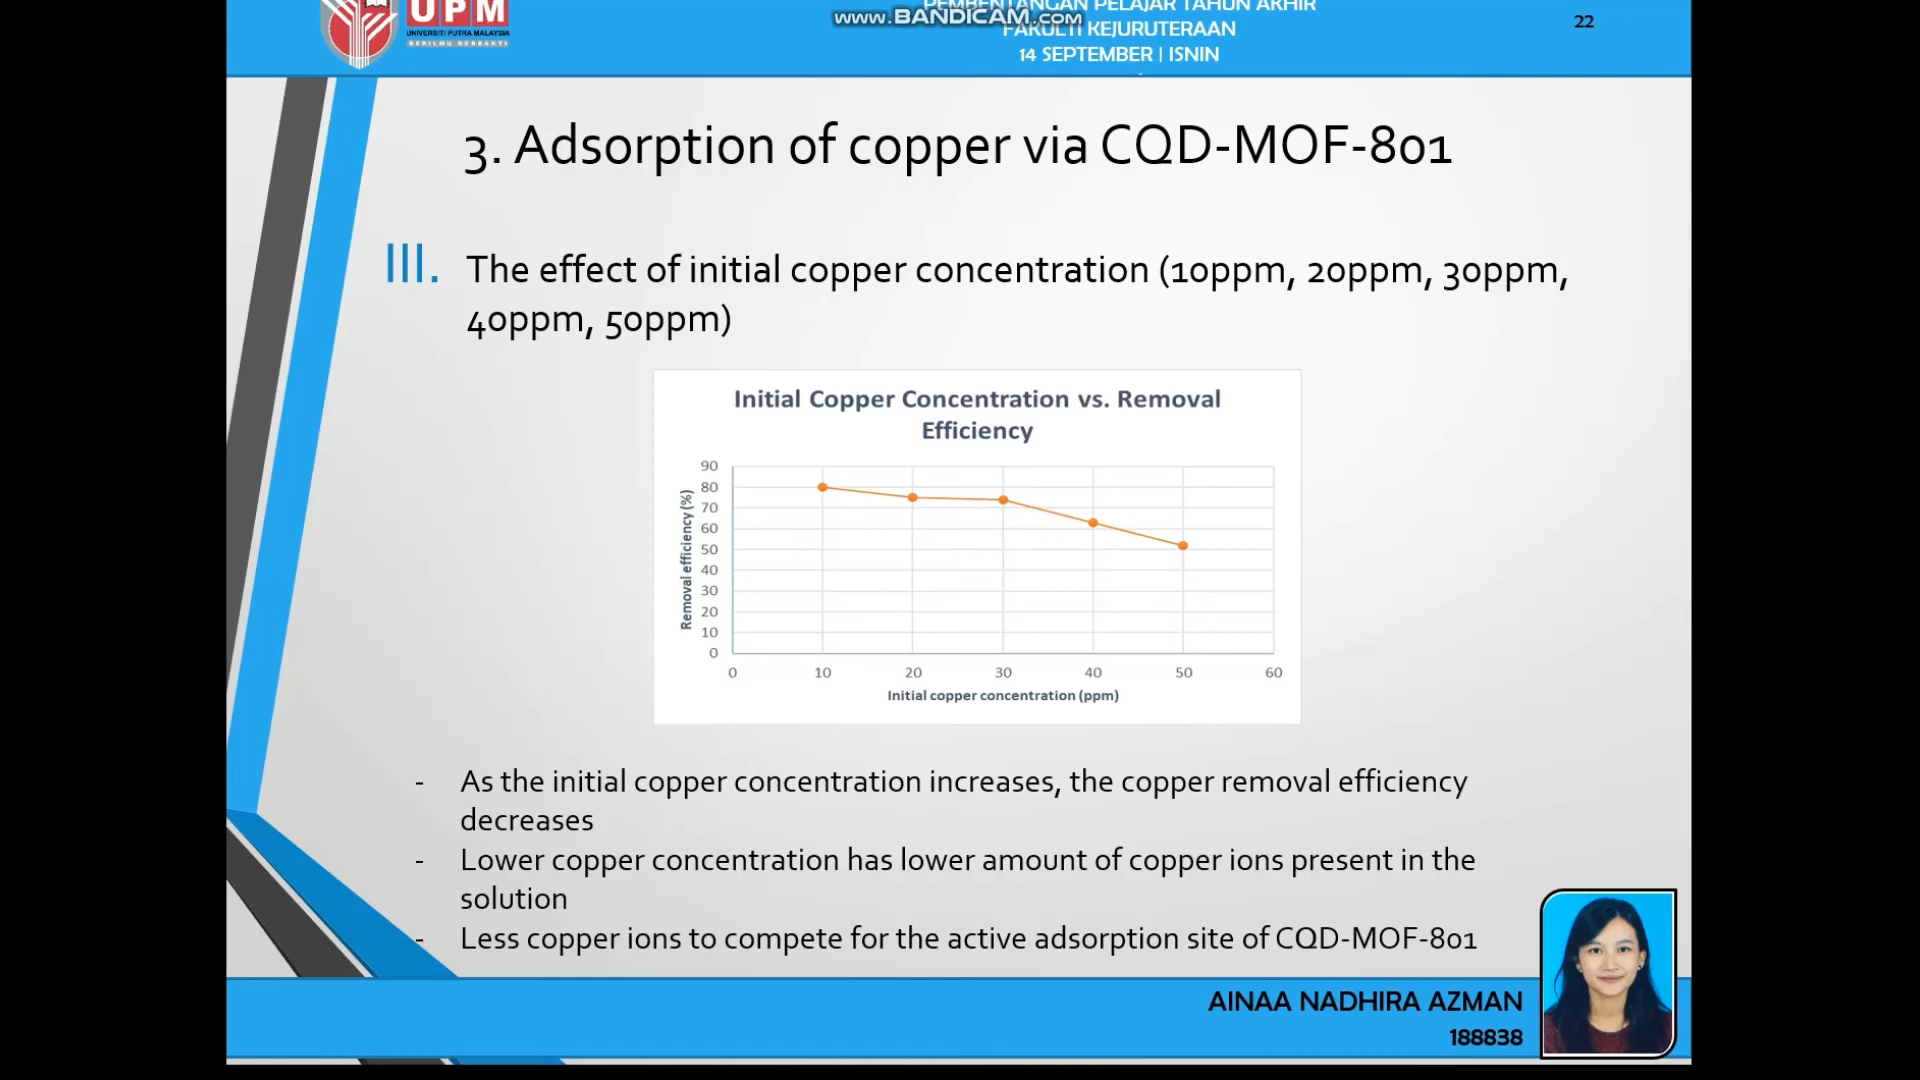 UPM
UNIVERSITI PUTRA MALAYSIA
BERILMU BERBAKTI
www.BANDICAM.com
PEMBENTANGAN PELAJAR TAHUN AKHIR
FAKULTI KEJURUTERAAN
14 SEPTEMBER | ISNIN
22
3. Adsorption of copper via CQD-MOF-801
III. The effect of initial copper concentration (10ppm, 20ppm, 30ppm,
40ppm, 50ppm)
Initial Copper Concentration vs. Removal
Efficiency
Removal efficiency (%)
90
80
70
60
50
40
30
20
10
0
0 10 20 30 40 50 60
Initial copper concentration (ppm)
- As the initial copper concentration increases, the copper removal efficiency
decreases
- Lower copper concentration has lower amount of copper ions present in the
solution
- Less copper ions to compete for the active adsorption site of CQD-MOF-801
AINAA NADHIRA AZMAN
188838